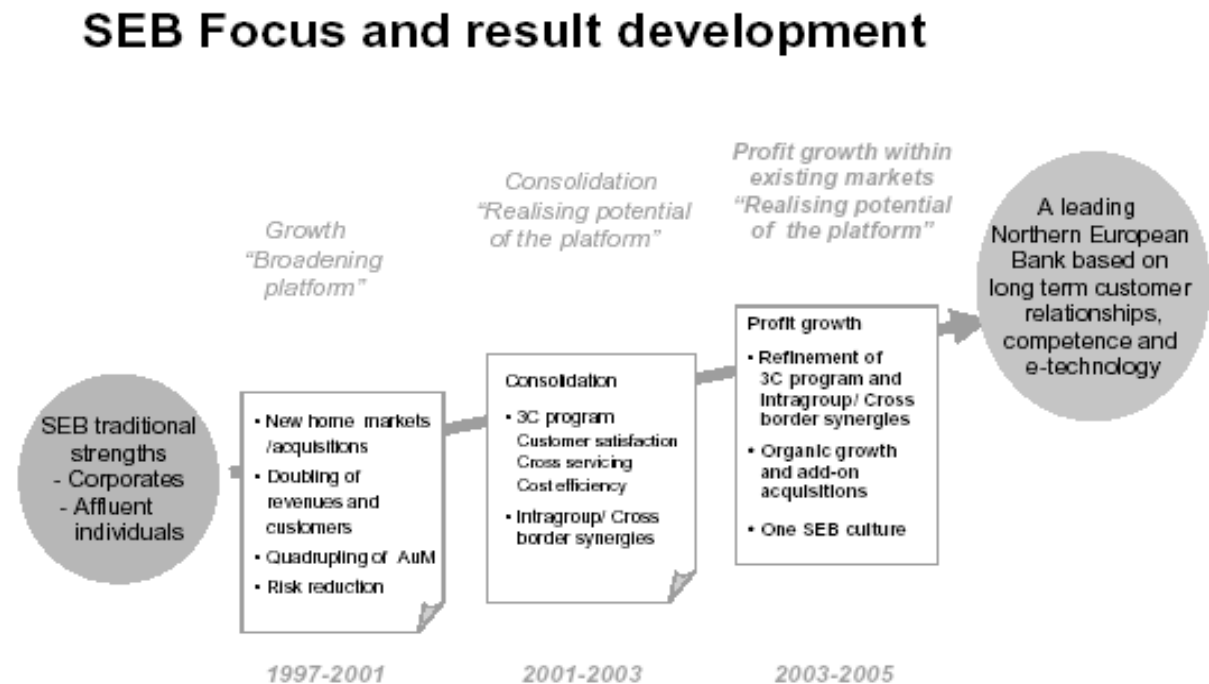 SEB Focus and result development
SEB traditional
strengths
- Corporates
- Affluent
individuals
Growth
“Broadening
platform”
• New home markets
/acquisitions
• Doubling of
revenues and
customers
• Quadrupling of AuM
• Risk reduction
1997-2001
Consolidation
“Realising potential
of the platform”
Consolidation
• 3C program
Customer satisfaction
Cross servicing
Cost efficiency
• Intragroup/ Cross
border synergies
2001-2003
Profit growth within
existing markets
“Realising potential
of the platform”
Profit growth
• Refinement of
3C program and
Intragroup/ Cross
border synergies
• Organic growth
and add-on
acquisitions
• One SEB culture
2003-2005
A leading
Northern European
Bank based on
long term customer
relationships,
competence and
e-technology